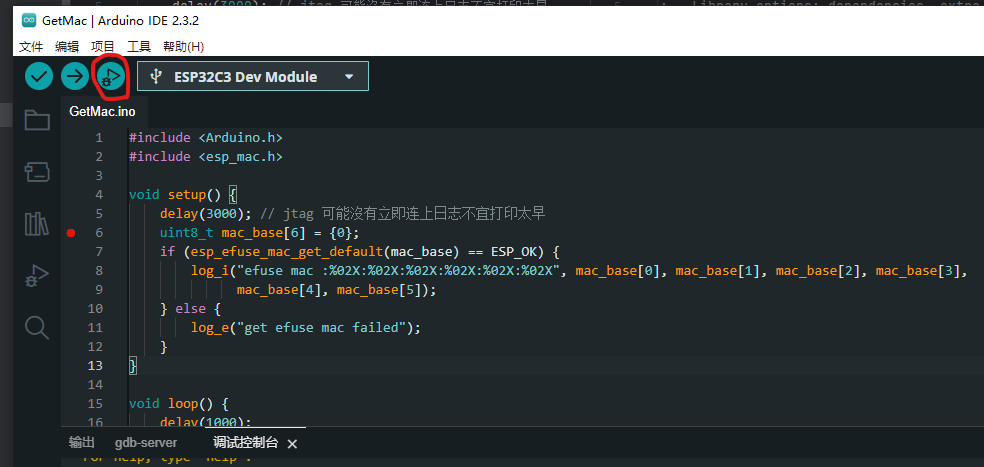 GetMac | Arduino IDE 2.3.2
文件 编辑 项目 工具 帮助(H)
ESP32C3 Dev Module
GetMac.ino
1 #include <Arduino.h>
2 #include <esp_mac.h>
3
4 void setup() {
5 delay(3000); // jtag 可能没有立即连上日志不宜打印太早
6 uint8_t mac_base[6] = {0};
7 if (esp_efuse_mac_get_default(mac_base) == ESP_OK) {
8 log_i("efuse mac :%02X:%02X:%02X:%02X:%02X:%02X", mac_base[0], mac_base[1], mac_base[2], mac_base[3],
9 mac_base[4], mac_base[5]);
10 } else {
11 log_e("get efuse mac failed");
12 }
13 }
14
15 void loop() {
16 delay(1000);
输出 gdb-server 调试控制台
For help, type "help".